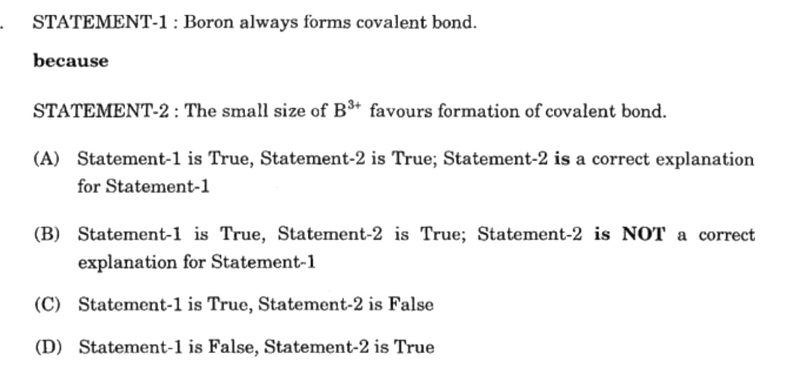 . STATEMENT-1 : Boron always forms covalent bond.
because
STATEMENT-2 : The small size of B³⁺ favours formation of covalent bond.
(A) Statement-1 is True, Statement-2 is True; Statement-2 is a correct explanation
for Statement-1
(B) Statement-1 is True, Statement-2 is True; Statement-2 is NOT a correct
explanation for Statement-1
(C) Statement-1 is True, Statement-2 is False
(D) Statement-1 is False, Statement-2 is True